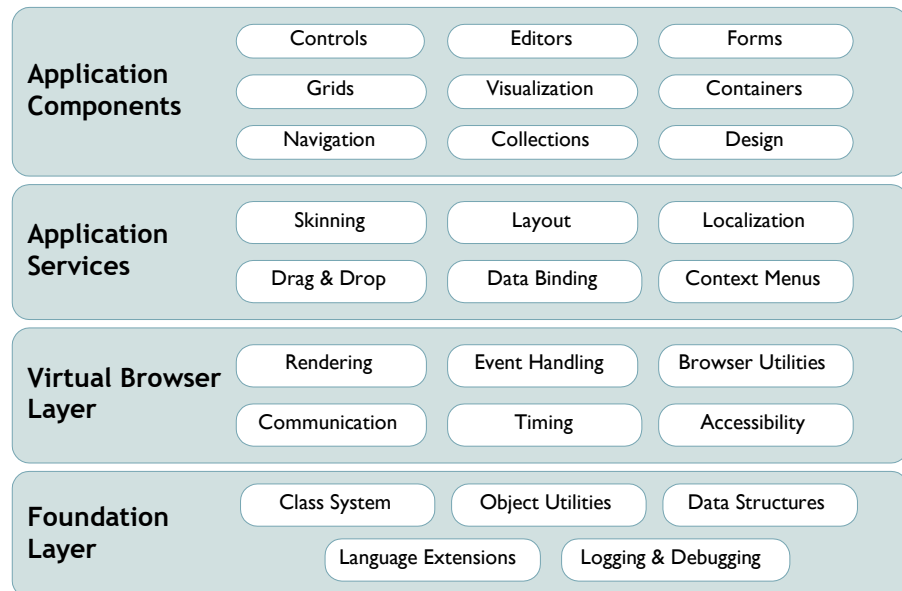 Application
Components
Controls
Editors
Forms
Grids
Visualization
Containers
Navigation
Collections
Design
Application
Services
Skinning
Layout
Localization
Drag & Drop
Data Binding
Context Menus
Virtual Browser
Layer
Rendering
Event Handling
Browser Utilities
Communication
Timing
Accessibility
Foundation
Layer
Class System
Object Utilities
Data Structures
Language Extensions
Logging & Debugging